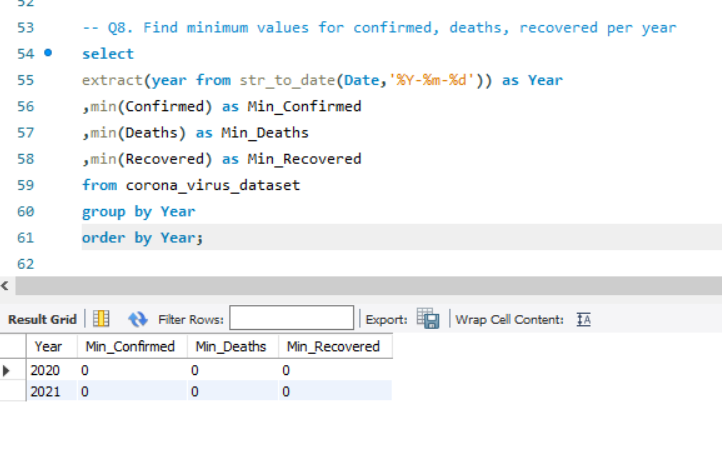 52
53 -- Q8. Find minimum values for confirmed, deaths, recovered per year
54 select
55 extract(year from str_to_date(Date,'%Y-%m-%d')) as Year
56 ,min(Confirmed) as Min_Confirmed
57 ,min(Deaths) as Min_Deaths
58 ,min(Recovered) as Min_Recovered
59 from corona_virus_dataset
60 group by Year
61 order by Year;
62
Result Grid Filter Rows: Export: Wrap Cell Content: IA
Year Min_Confirmed Min_Deaths Min_Recovered
2020 0 0 0
2021 0 0 0